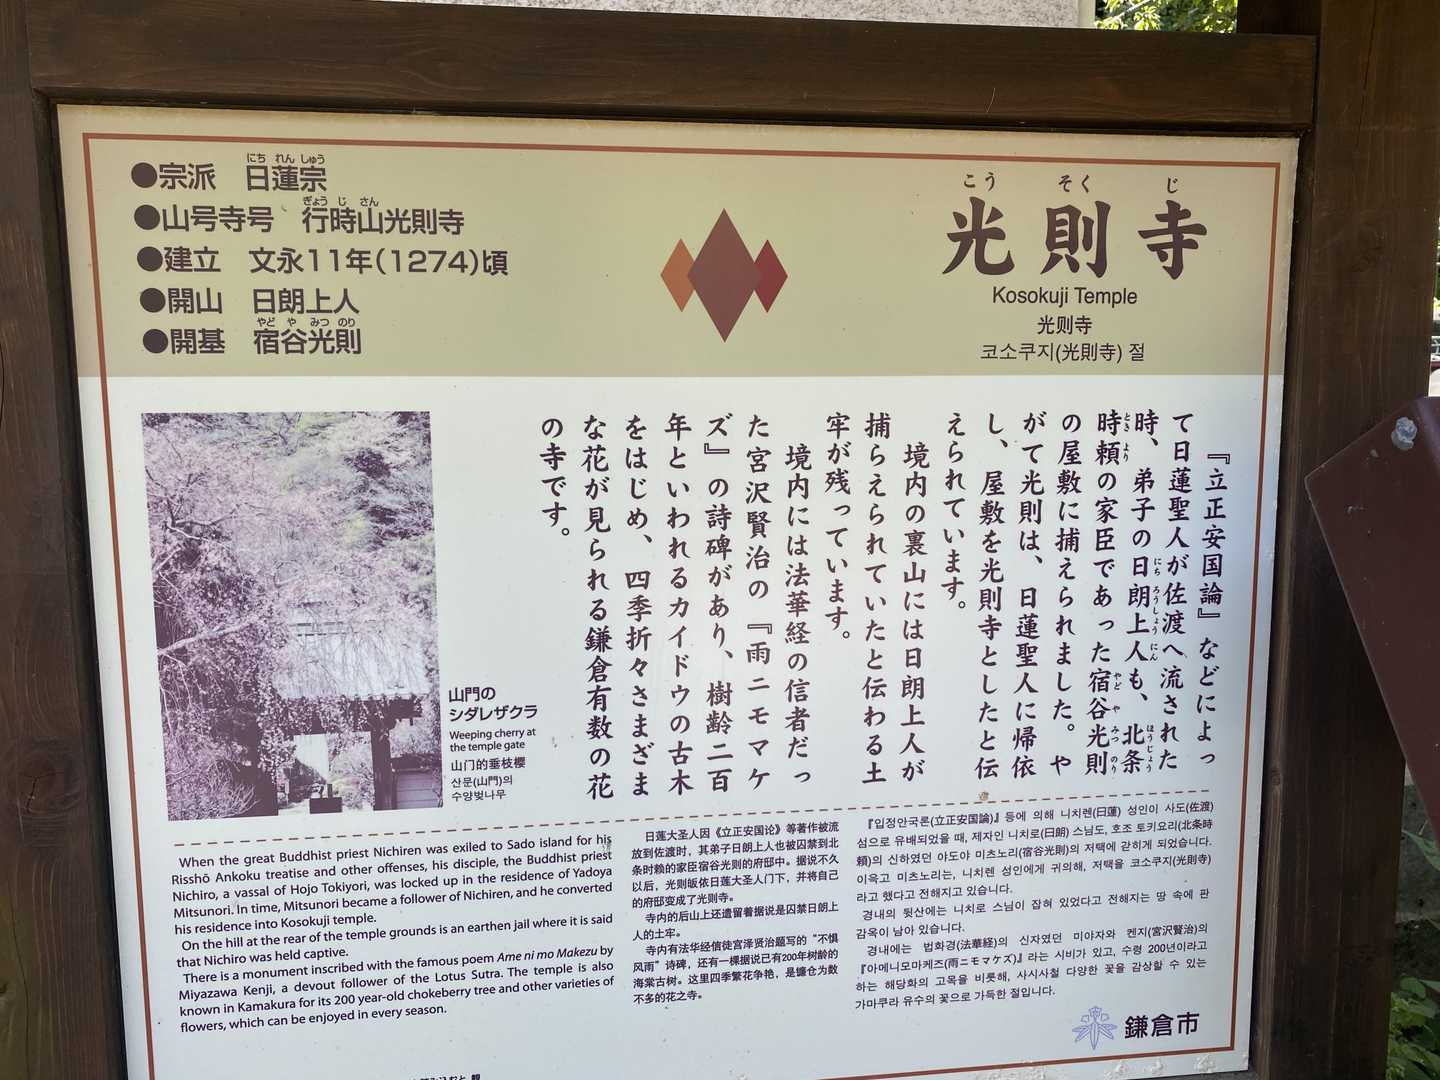 ●宗派　日蓮宗
にち れん しゅう
●山号寺号　行時山光則寺
ぎょう じ さん
●建立　文永11年(1274)頃
●開山　日朗上人
●開基　宿谷光則
やど や みつ のり
こう そく じ
光則寺
Kosokuji Temple
光则寺
코소쿠지(光則寺) 절
『立正安国論』などによっ
て日蓮聖人が佐渡へ流された
時、弟子の日朗上人も、北条
時頼の家臣であった宿谷光則
の屋敷に捕えられました。や
がて光則は、日蓮聖人に帰依
し、屋敷を光則寺としたと伝
えられています。
境内の裏山には日朗上人が
捕らえられていたと伝わる土
牢が残っています。
境内には法華経の信者だっ
た宮沢賢治の『雨ニモマケ
ズ』の詩碑があり、樹齢二百
年といわれるカイドウの古木
をはじめ、四季折々さまざま
な花が見られる鎌倉有数の花
の寺です。
山門の
シダレザクラ
Weeping cherry at
the temple gate
山门的垂枝樱
산문(山門)의
수양벚나무
When the great Buddhist priest Nichiren was exiled to Sado island for his
Risshō Ankoku treatise and other offenses, his disciple, the Buddhist priest
Nichiro, a vassal of Hojo Tokiyori, was locked up in the residence of Yadoya
Mitsunori. In time, Mitsunori became a follower of Nichiren, and he converted
his residence into Kosokuji temple.
On the hill at the rear of the temple grounds is an earthen jail where it is said
that Nichiro was held captive.
There is a monument inscribed with the famous poem Ame ni mo Makezu by
Miyazawa Kenji, a devout follower of the Lotus Sutra. The temple is also
known in Kamakura for its 200 year-old chokeberry tree and other varieties of
flowers, which can be enjoyed in every season.
日莲大圣人因《立正安国论》等著作被流
放到佐渡时，其弟子日朗上人也被囚禁到北
条时赖的家臣宿谷光则的府邸中。据说不久
以后，光则皈依日莲大圣人门下，并将自己
的府邸变成了光则寺。
寺内的后山上还遗留着据说是囚禁日朗上
人的土牢。
寺内有法华经信徒宫泽贤治题写的“不惧
风雨”诗碑，还有一棵据说已有200年树龄的
海棠古树。这里四季繁花争艳，是镰仓为数
不多的花之寺。
『입정안국론(立正安国論)』등에 의해 니치렌(日蓮) 성인이 사도(佐渡)
섬으로 유배되었을 때, 제자인 니치로(日朗) 스님도, 호조 토키요리(北条時
頼)의 신하였던 야도야 미츠노리(宿谷光則)의 저택에 갇히게 되었습니다.
이윽고 미츠노리는, 니치렌 성인에게 귀의해, 저택을 코소쿠지(光則寺)
라고 했다고 전해지고 있습니다.
경내의 뒷산에는 니치로 스님이 잡혀 있었다고 전해지는 땅 속에 판
감옥이 남아 있습니다.
경내에는 법화경(法華経)의 신자였던 미야자와 켄지(宮沢賢治)의
『아메니모마케즈(雨ニモマケズ)』라는 시비가 있고, 수령 200년이라고
하는 해당화의 고목을 비롯해, 사시사철 다양한 꽃을 감상할 수 있는
가마쿠라 유수의 꽃으로 가득한 절입니다.
鎌倉市